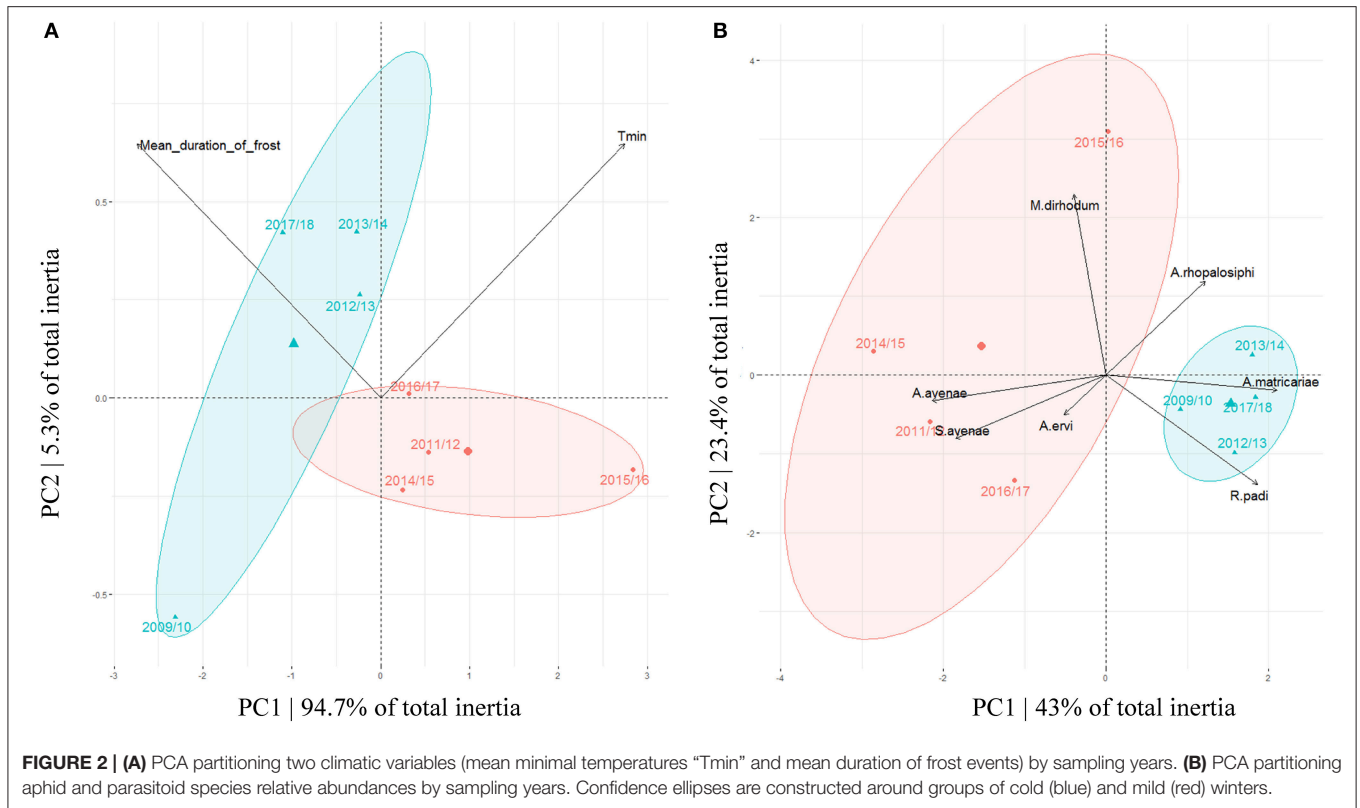 A
Mean_duration_of_frost
Tmin
0.5
2017/18
2013/14
2012/13
0.0
2016/17
2011/12
2014/15
2015/16
-0.5
2009/10
-3
-2
-1
0
1
2
3
PC1 | 94.7% of total inertia
PC2 | 5.3% of total inertia
B
4
2015/16
2
M.dirhodum
A.rhopalosiphi
2014/15
2013/14
0
A.matricariae
A.avenae
2009/10
2017/18
A.ervi
S.avenae
2012/13
2016/17
R.padi
-2
-4
-2
0
2
PC1 | 43% of total inertia
PC2 | 23.4% of total inertia
FIGURE 2 | (A) PCA partitioning two climatic variables (mean minimal temperatures “Tmin” and mean duration of frost events) by sampling years. (B) PCA partitioning
aphid and parasitoid species relative abundances by sampling years. Confidence ellipses are constructed around groups of cold (blue) and mild (red) winters.